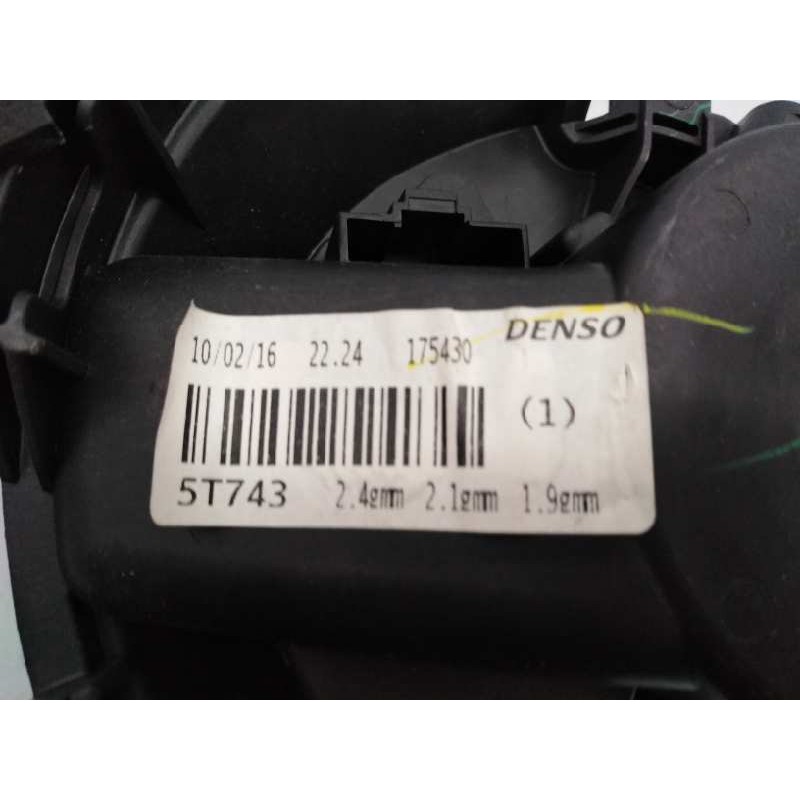 10/02/16 22.24 175430 DENSO
(1)
5T743 2.4gmm 2.1gmm 1.9gmm